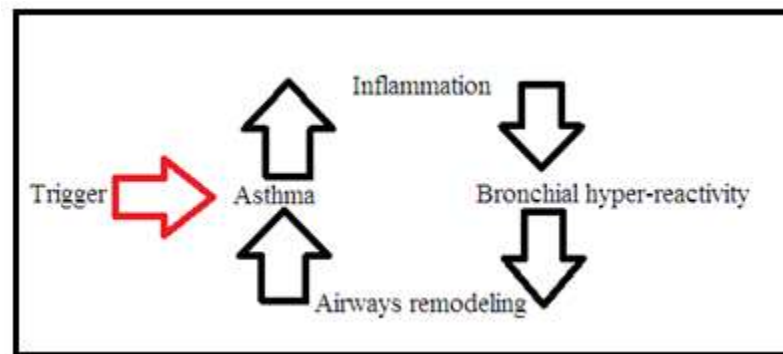 Inflammation
Trigger
Asthma
Bronchial hyper-reactivity
Airways remodeling